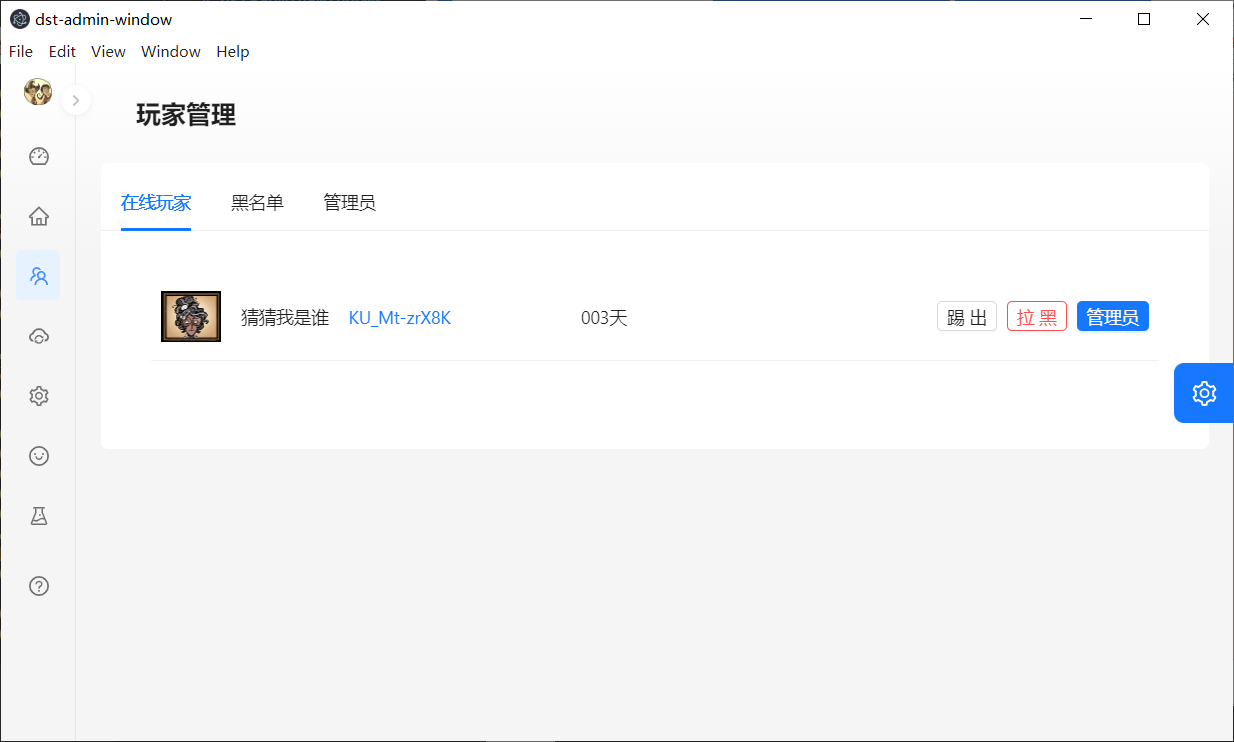 dst-admin-window
File Edit View Window Help
玩家管理
在线玩家 黑名单 管理员
猜猜我是谁 KU_Mt-zrX8K 003天 踢 出 拉 黑 管理员